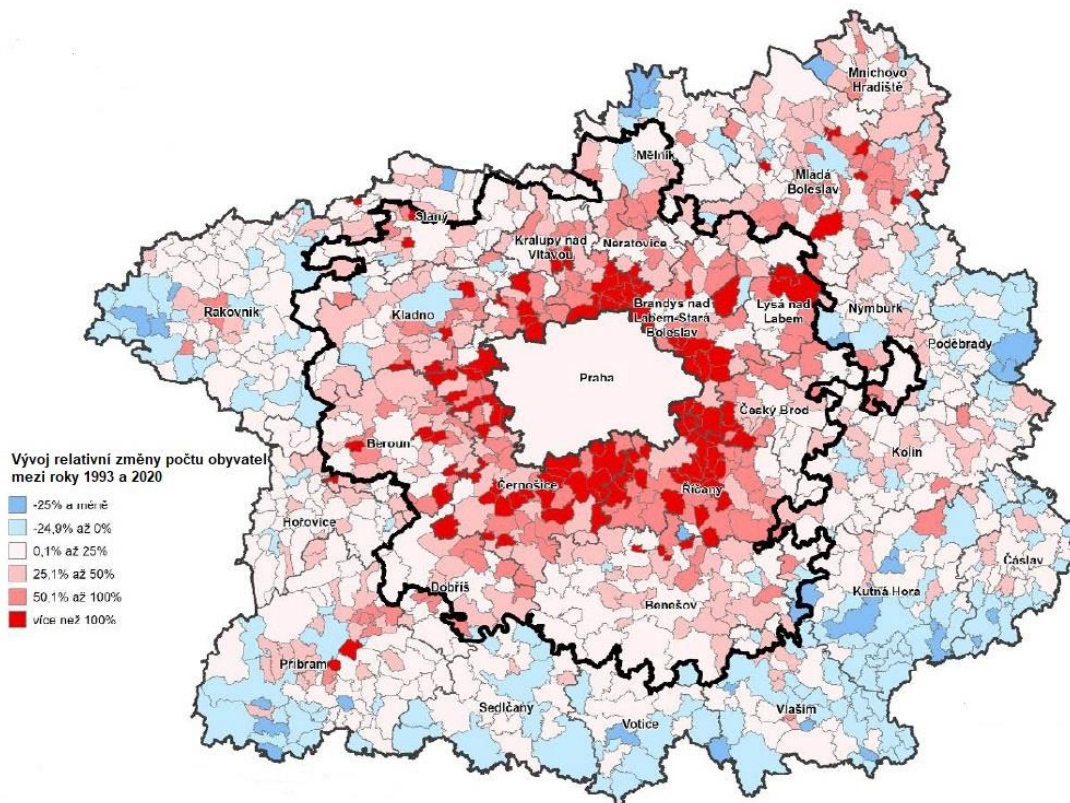 Mnichovo
Hradiště
Mělník
Mladá
Boleslav
Slaný
Kralupy nad
Vltavou
Neratovice
Rakovník
Kladno
Brandýs nad
Labem-Stará
Boleslav
Lysá nad
Labem
Nymburk
Poděbrady
Praha
Český Brod
Beroun
Kolín
Vývoj relativní změny počtu obyvatel
mezi roky 1993 a 2020
-25% a méně
-24,9% až 0%
0,1% až 25%
25,1% až 50%
50,1% až 100%
více než 100%
Černošice
Říčany
Hořovice
Čáslav
Kutná Hora
Dobříš
Benešov
Příbram
Sedlčany
Votice
Vlašim